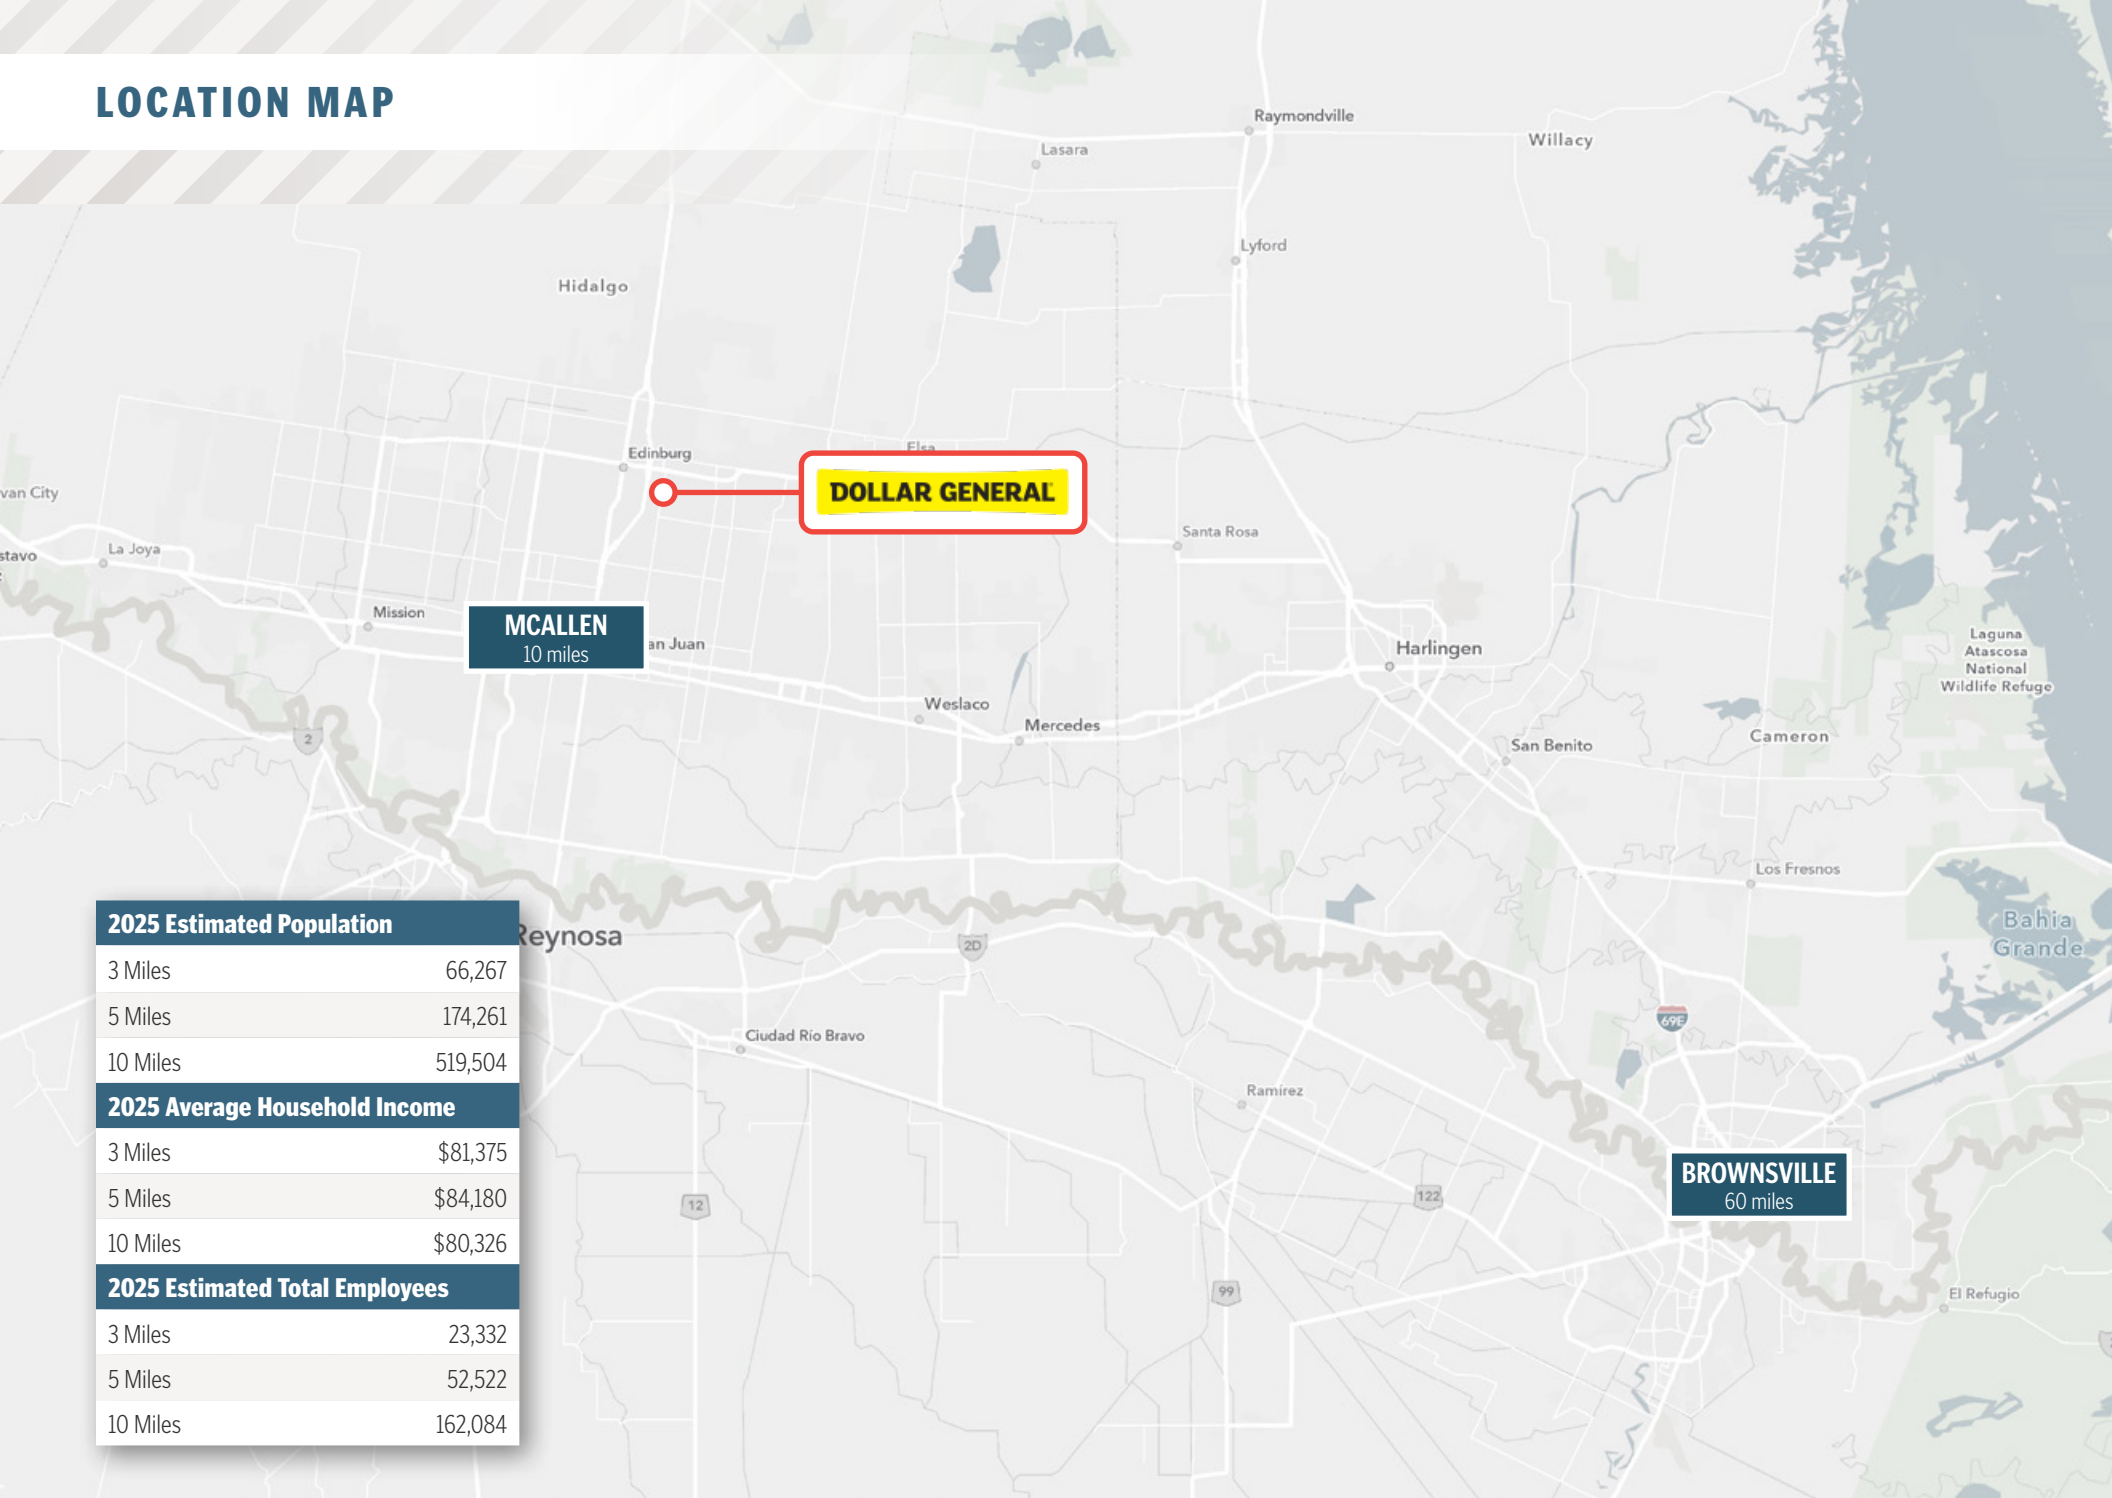 LOCATION MAP
Raymondville
Willacy
Lasara
Lyford
Hidalgo
Elsa
Edinburg
DOLLAR GENERAL
van City
Santa Rosa
La Joya
stavo
Mission
MCALLEN
10 miles
an Juan
Harlingen
Laguna
Atascosa
National
Wildlife Refuge
Weslaco
Mercedes
2
San Benito
Cameron
Los Fresnos
Bahia
Grande
Reynosa
2D
69E
Ciudad Río Bravo
Ramírez
12
122
BROWNSVILLE
60 miles
99
El Refugio
2025 Estimated Population
3 Miles 66,267
5 Miles 174,261
10 Miles 519,504
2025 Average Household Income
3 Miles $81,375
5 Miles $84,180
10 Miles $80,326
2025 Estimated Total Employees
3 Miles 23,332
5 Miles 52,522
10 Miles 162,084